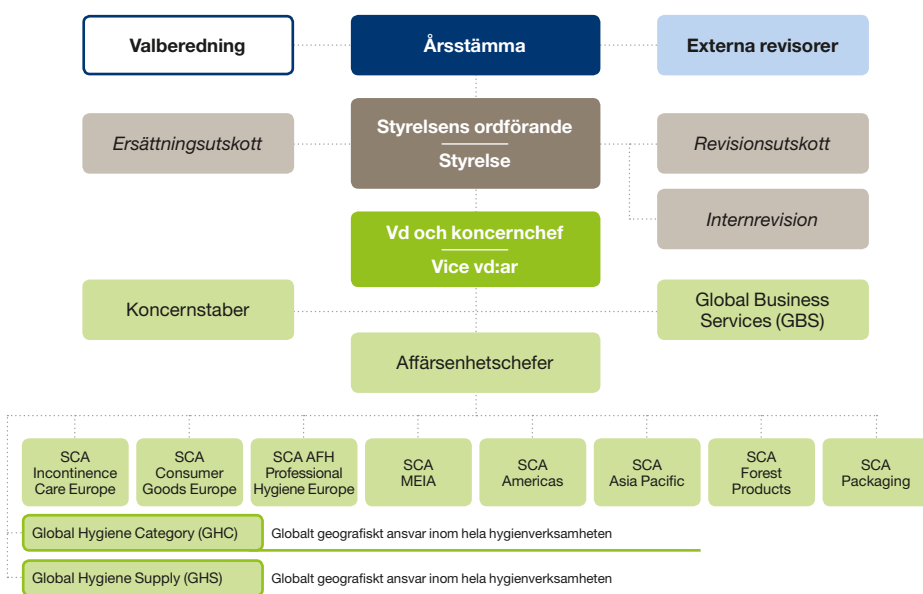 Valberedning
Årsstämma
Externa revisorer
Ersättningsutskott
Styrelsens ordförande
Styrelse
Revisionsutskott
Internrevision
Vd och koncernchef
Vice vd:ar
Koncernstaber
Global Business
Services (GBS)
Affärsenhetschefer
SCA
Incontinence
Care Europe
SCA
Consumer
Goods Europe
SCA AFH
Professional
Hygiene Europe
SCA
MEIA
SCA
Americas
SCA
Asia Pacific
SCA
Forest
Products
SCA
Packaging
Global Hygiene Category (GHC)
Globalt geografiskt ansvar inom hela hygienverksamheten
Global Hygiene Supply (GHS)
Globalt geografiskt ansvar inom hela hygienverksamheten